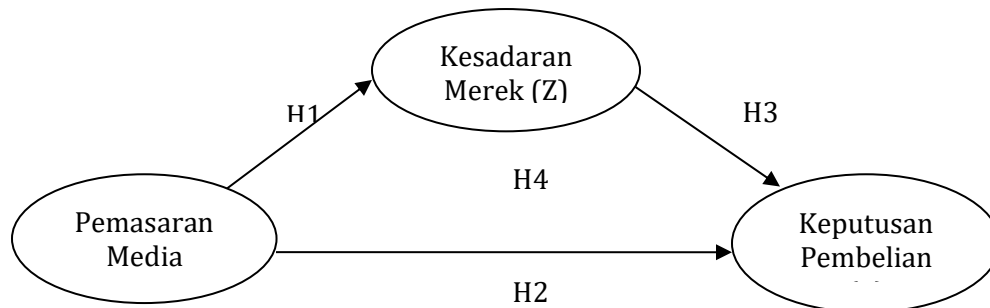 Kesadaran
Merek (Z)
H1
H3
H4
Pemasaran
Media
Keputusan
Pembelian
H2